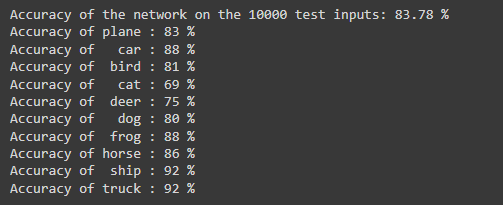 Accuracy of the network on the 10000 test inputs: 83.78 %
Accuracy of plane : 83 %
Accuracy of   car : 88 %
Accuracy of  bird : 81 %
Accuracy of   cat : 69 %
Accuracy of  deer : 75 %
Accuracy of   dog : 80 %
Accuracy of  frog : 88 %
Accuracy of horse : 86 %
Accuracy of  ship : 92 %
Accuracy of truck : 92 %